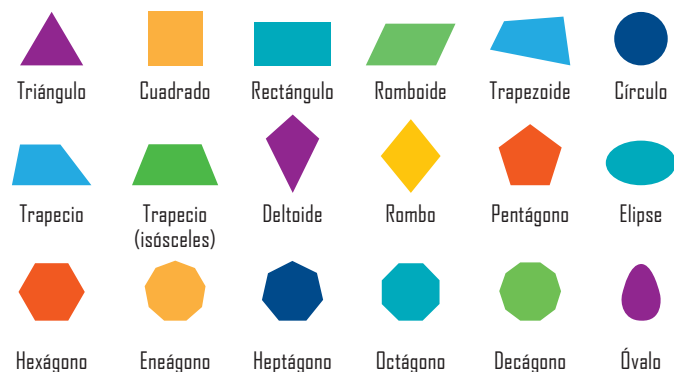 Triángulo
Cuadrado
Rectángulo
Romboide
Trapezoide
Círculo
Trapecio
Trapecio
(isósceles)
Deltoide
Rombo
Pentágono
Elipse
Hexágono
Eneágono
Heptágono
Octágono
Decágono
Óvalo